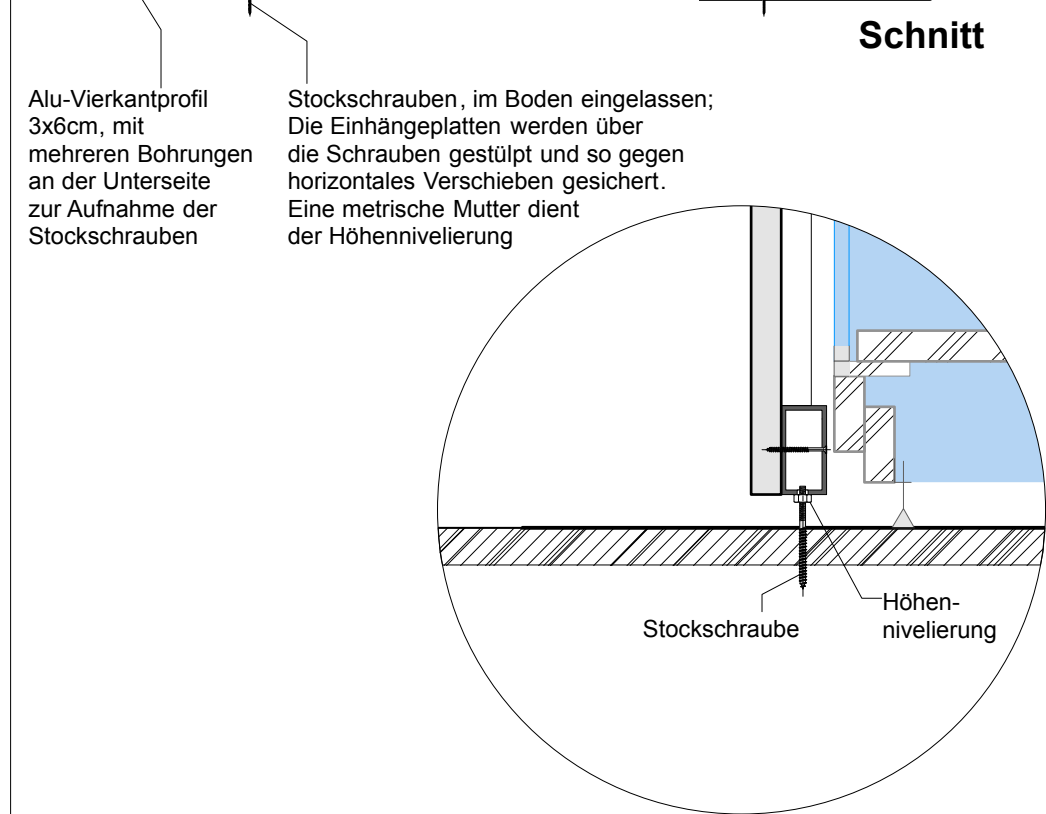 Schnitt
Alu-Vierkantprofil
3x6cm, mit
mehreren Bohrungen
an der Unterseite
zur Aufnahme der
Stockschrauben
Stockschrauben, im Boden eingelassen;
Die Einhängeplatten werden über
die Schrauben gestülpt und so gegen
horizontales Verschieben gesichert.
Eine metrische Mutter dient
der Höhennivelierung
Stockschraube
Höhen-
nivelierung